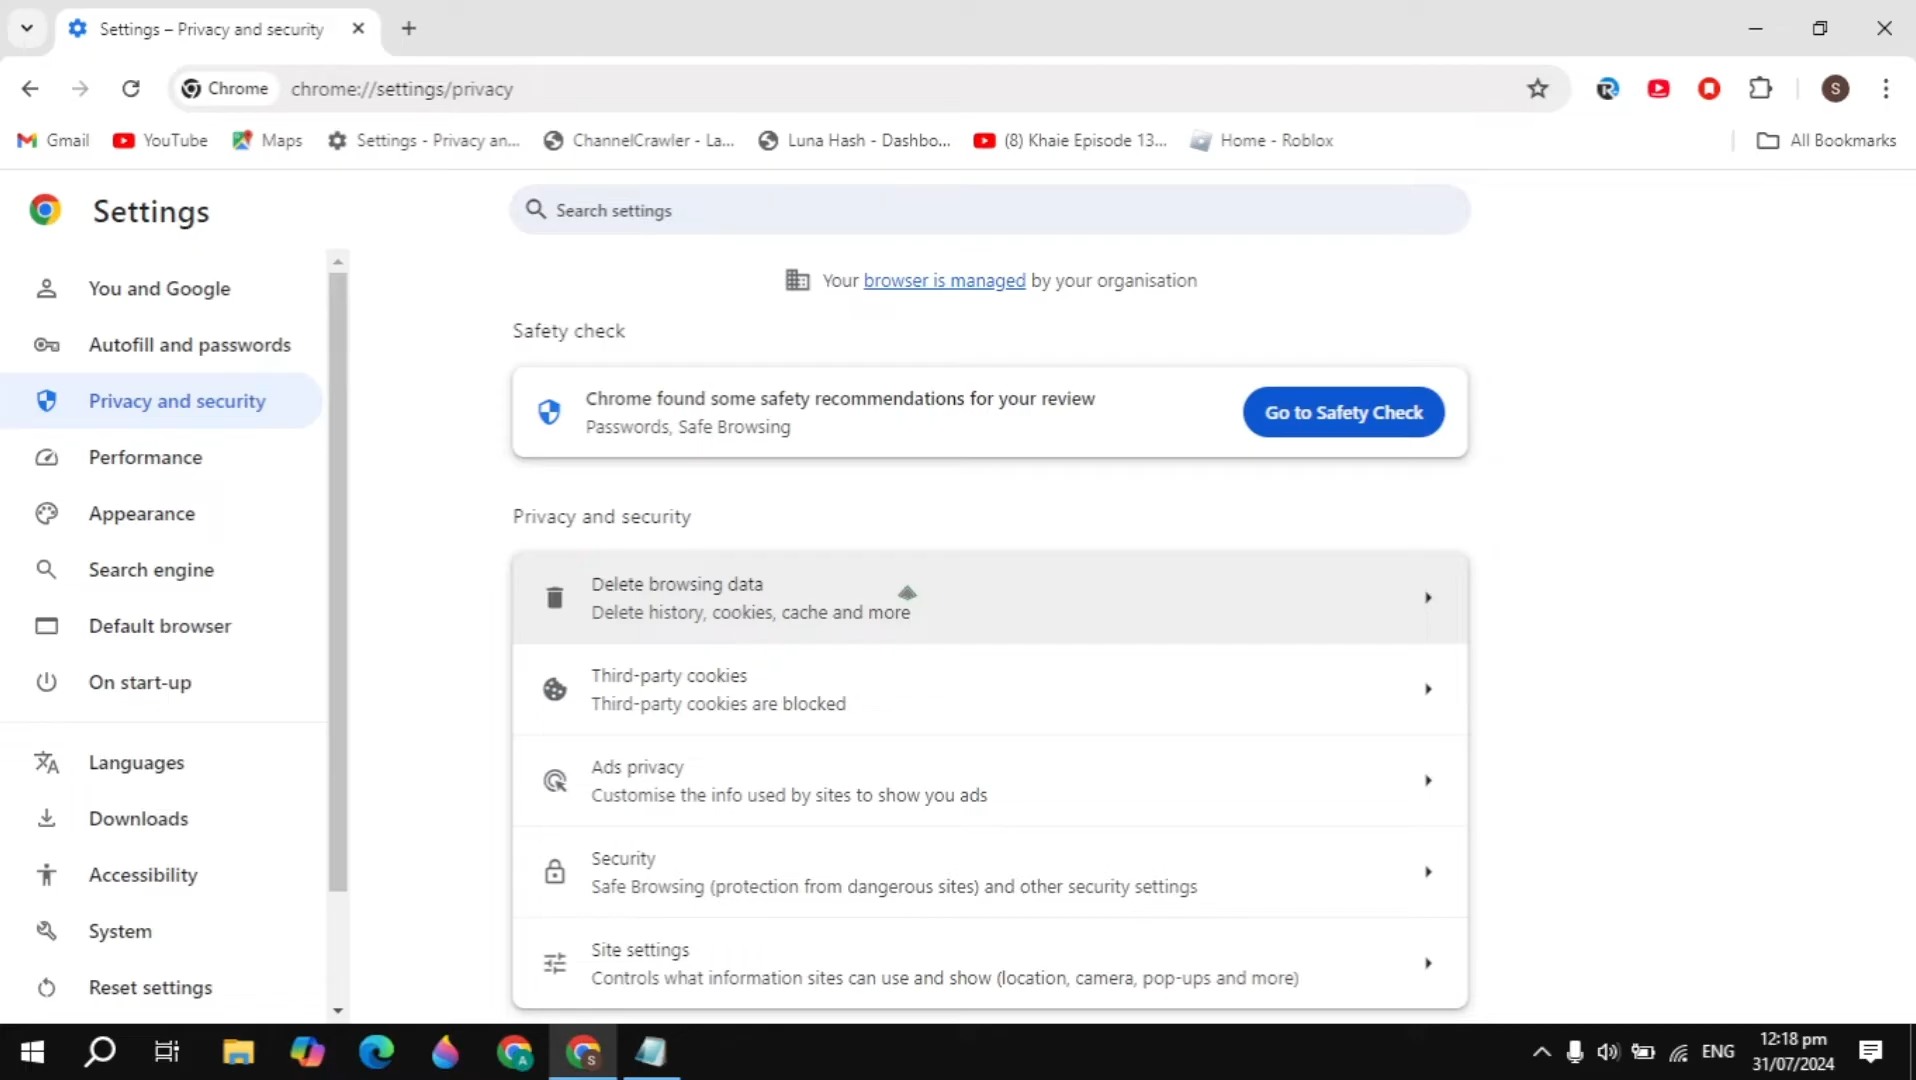 Settings – Privacy and security
Chrome
chrome://settings/privacy
S
Gmail
YouTube
Maps
Settings - Privacy an...
ChannelCrawler - La...
Luna Hash - Dashbo...
(8) Khaie Episode 13...
Home - Roblox
All Bookmarks
Settings
Search settings
Your browser is managed by your organisation
You and Google
Autofill and passwords
Privacy and security
Performance
Appearance
Search engine
Default browser
On start-up
Languages
Downloads
Accessibility
System
Reset settings
Safety check
Chrome found some safety recommendations for your review
Passwords, Safe Browsing
Go to Safety Check
Privacy and security
Delete browsing data
Delete history, cookies, cache and more
Third-party cookies
Third-party cookies are blocked
Ads privacy
Customise the info used by sites to show you ads
Security
Safe Browsing (protection from dangerous sites) and other security settings
Site settings
Controls what information sites can use and show (location, camera, pop-ups and more)
A
S
ENG
12:18 pm
31/07/2024